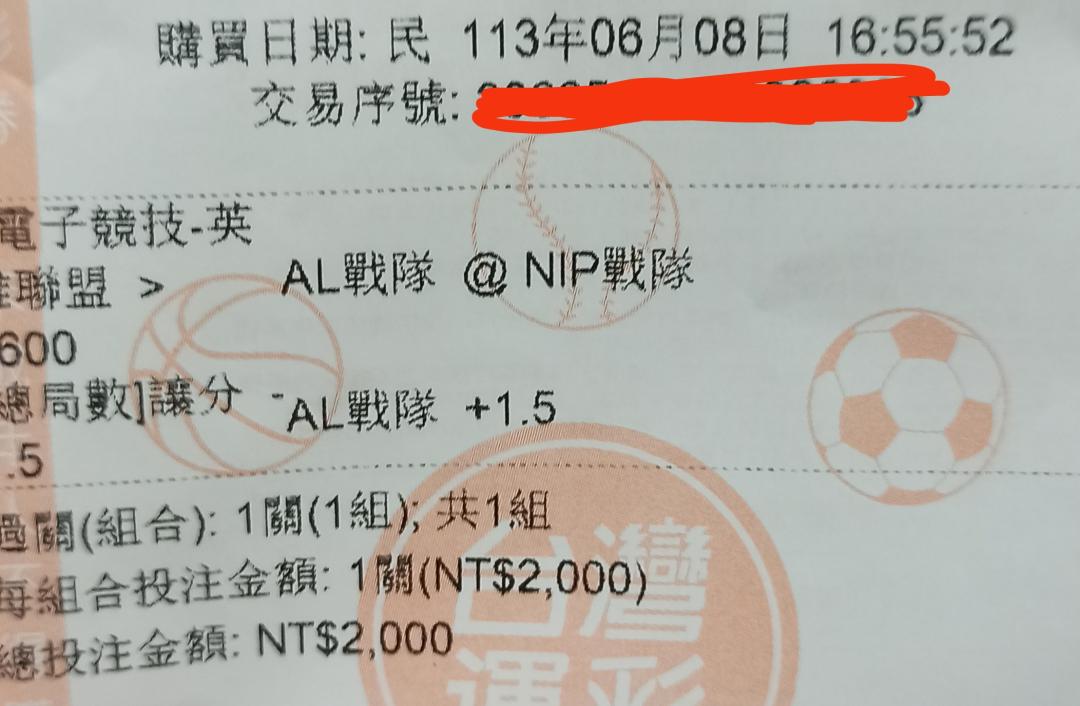 購買日期: 民 113年06月08日 16:55:52
交易序號:
電子競技-英
雄聯盟 > AL戰隊 @ NIP戰隊
600
總局數]讓分 - AL戰隊 +1.5
.5
過關(組合): 1關(1組); 共1組
每組合投注金額: 1關(NT$2,000)
總投注金額: NT$2,000
台灣
運彩